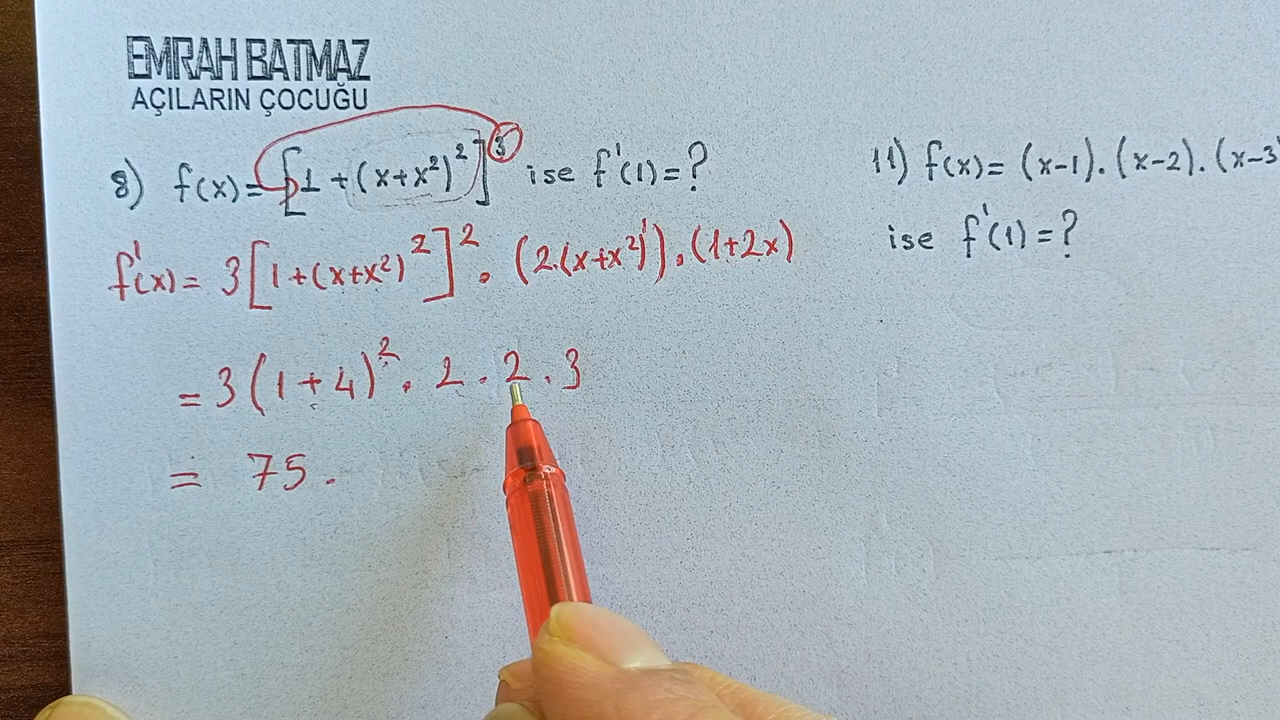 EMRAH BATMAZ
AÇILARIN ÇOCUĞU
8) f(x)= [1 + (x+x²)²]³ ise f'(1)=?
f'(x)= 3[1+(x+x²)²]². (2.(x+x²)¹).(1+2x)
= 3(1+4)². 2 . 2 . 3
= 75.
11) f(x)= (x-1).(x-2).(x-3
ise f'(1)=?